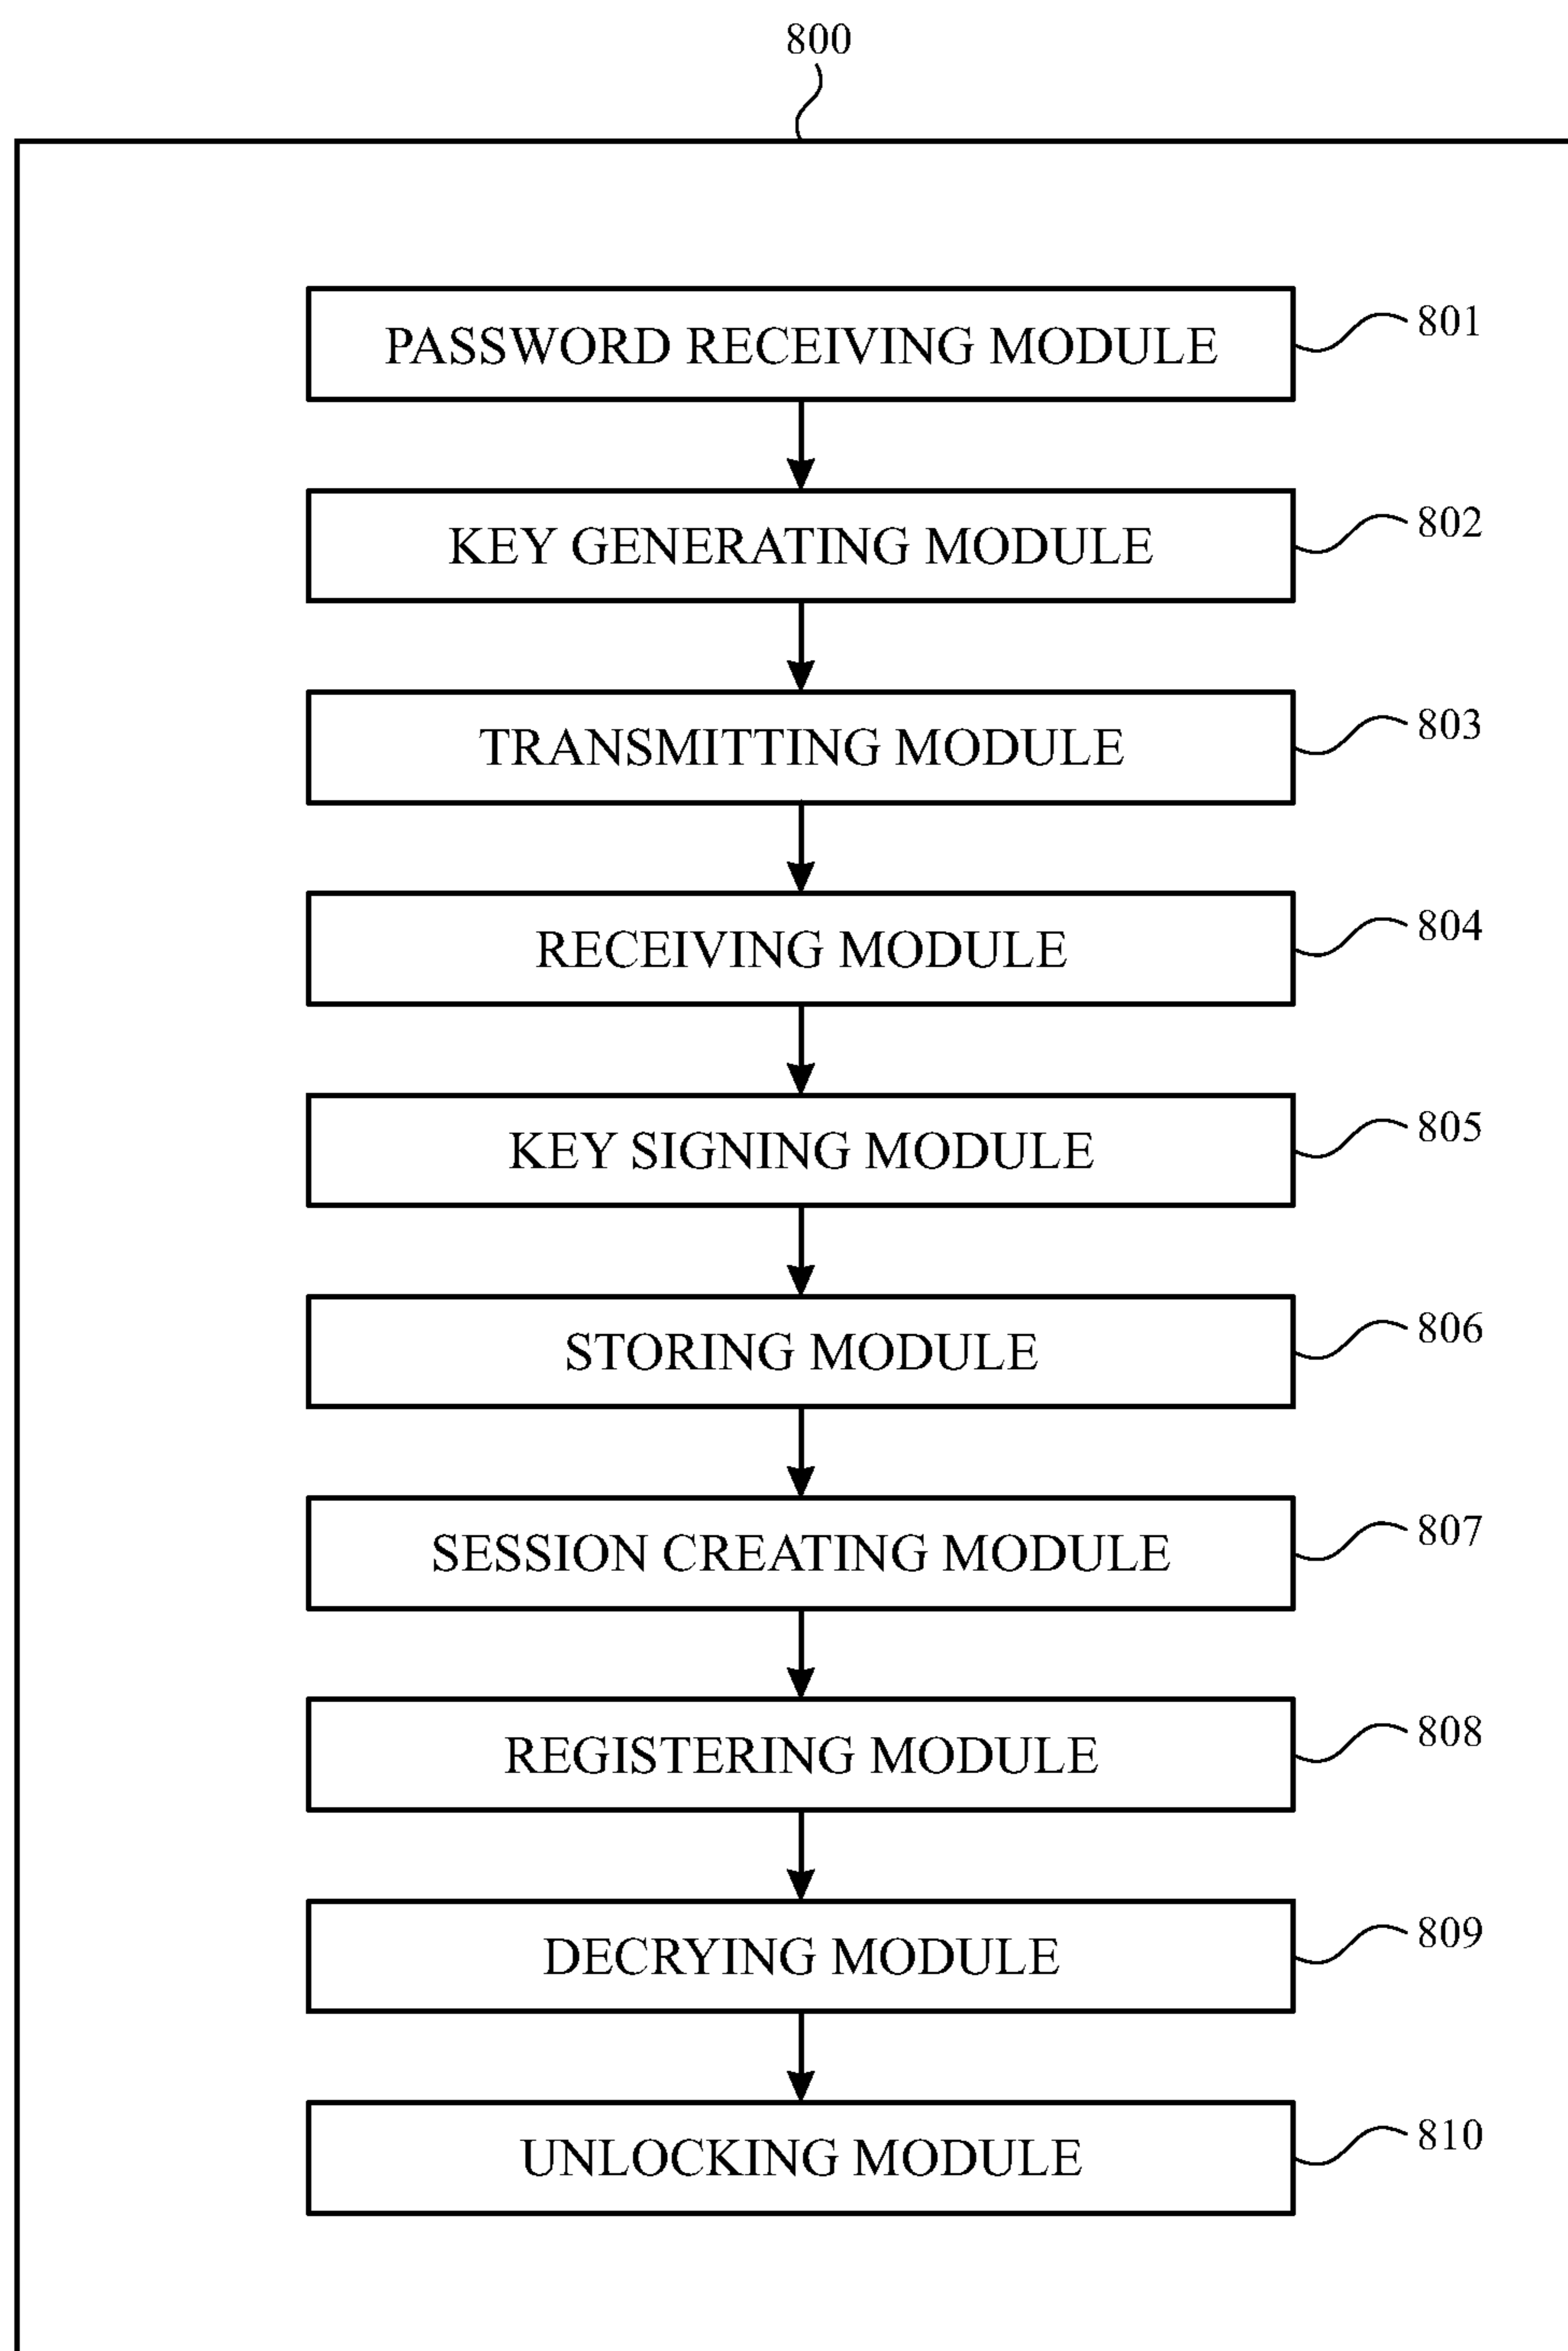 800
PASSWORD RECEIVING MODULE 801
KEY GENERATING MODULE 802
TRANSMITTING MODULE 803
RECEIVING MODULE 804
KEY SIGNING MODULE 805
STORING MODULE 806
SESSION CREATING MODULE 807
REGISTERING MODULE 808
DECRYING MODULE 809
UNLOCKING MODULE 810